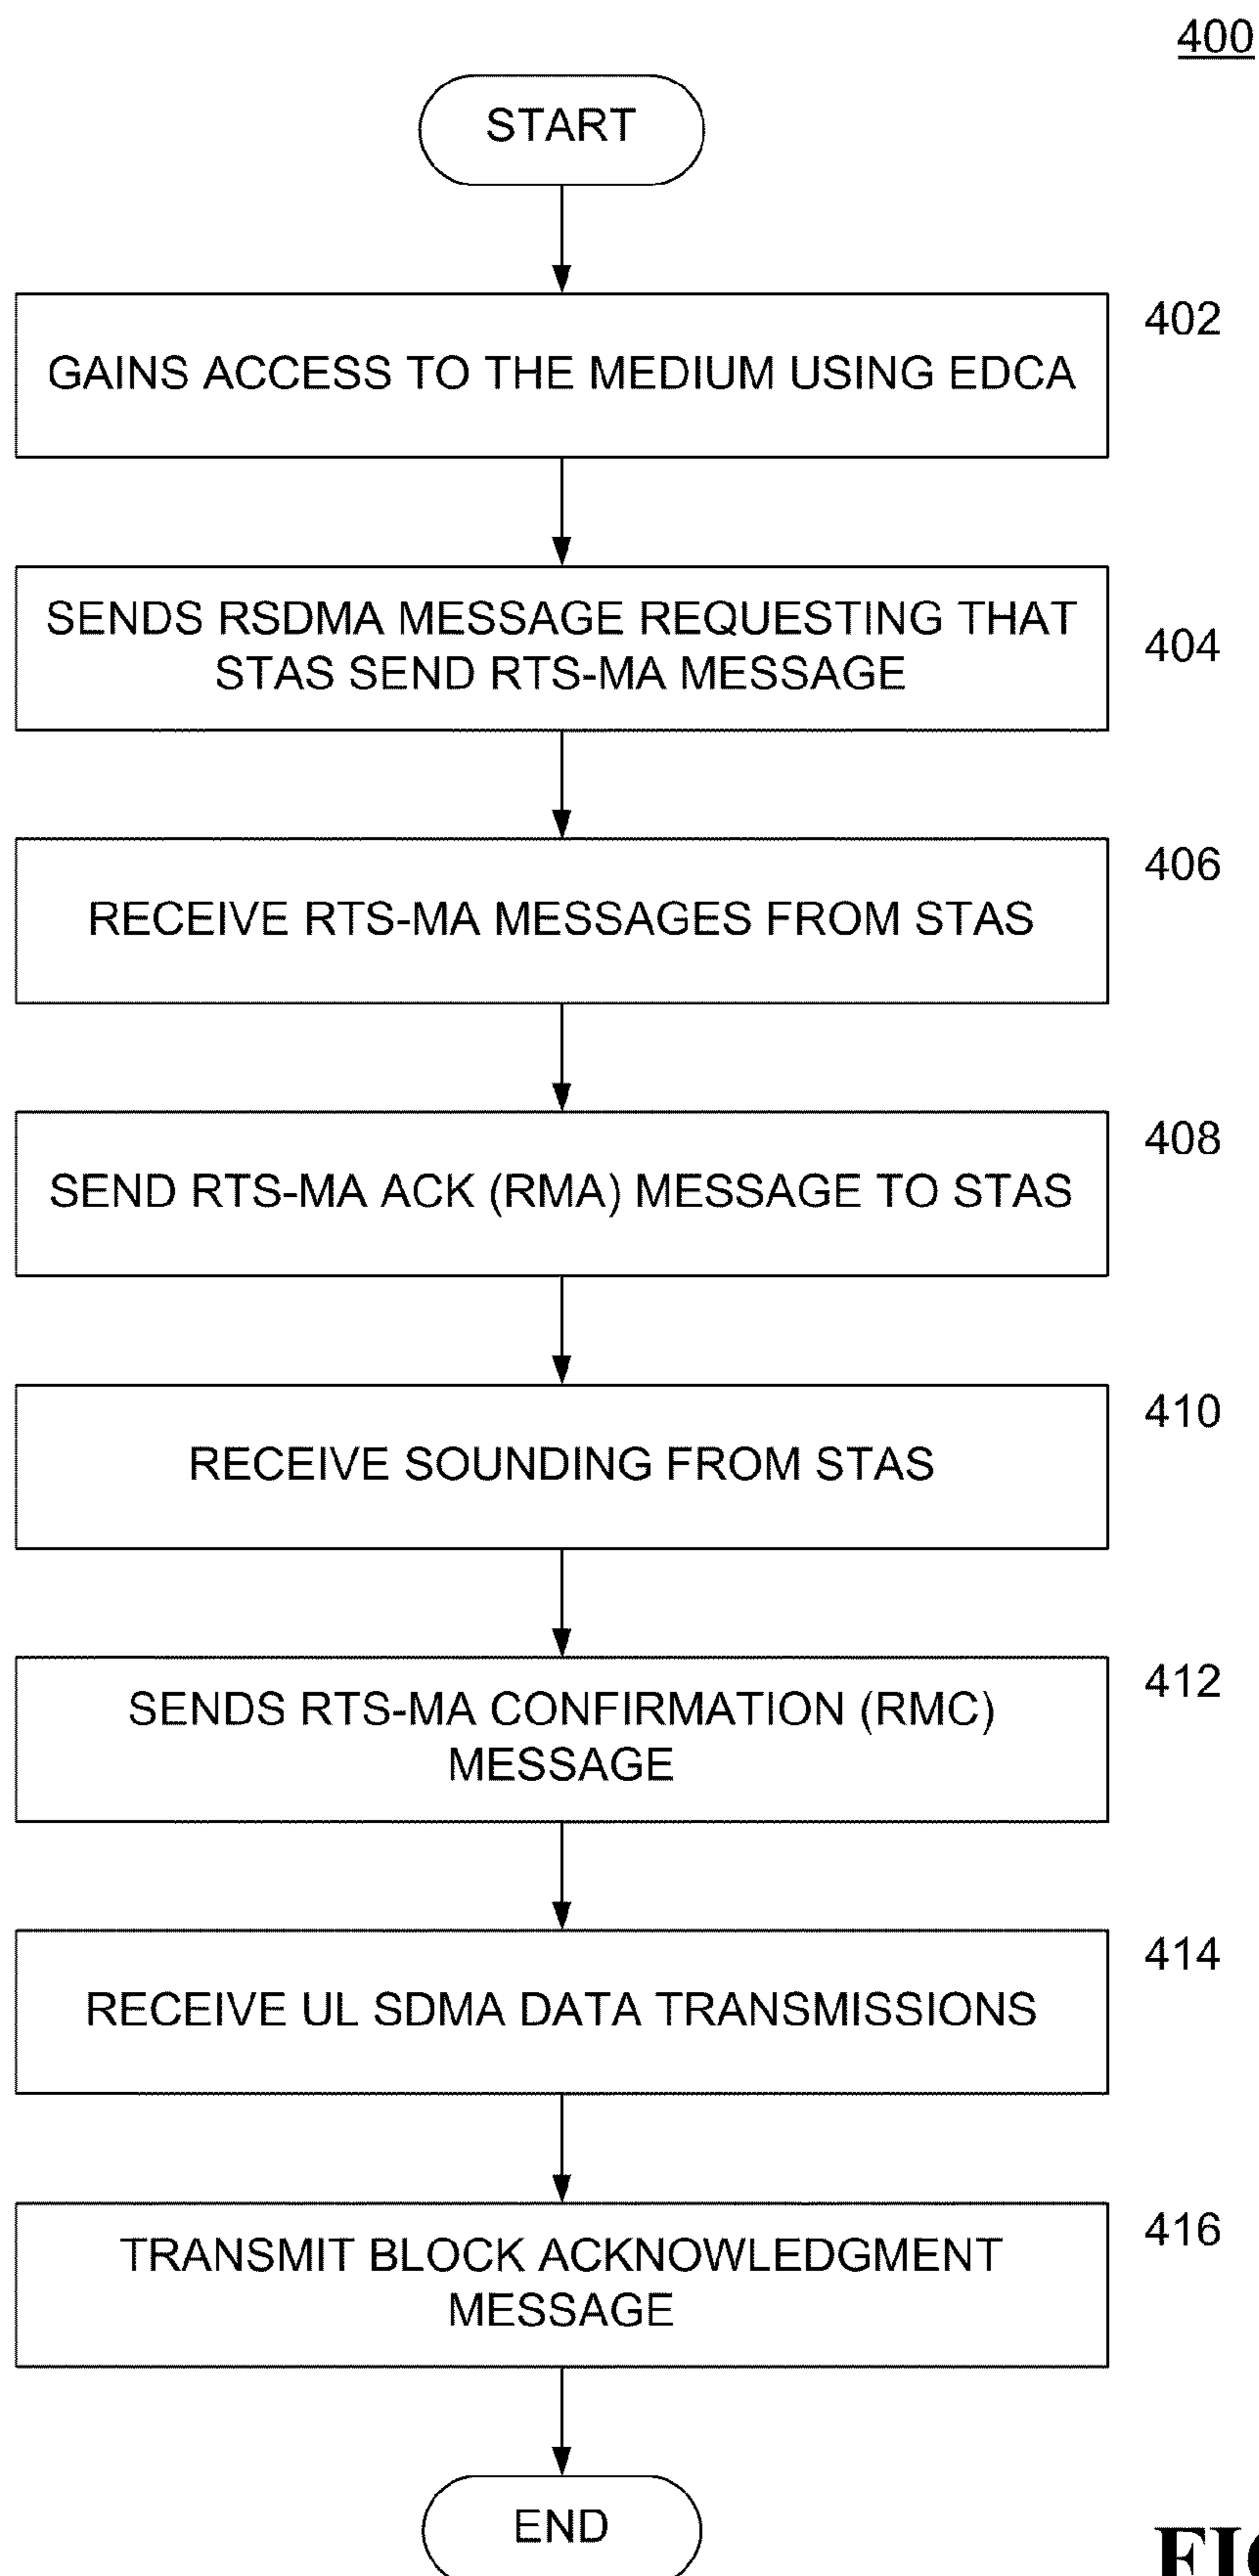 400
START
402
GAINS ACCESS TO THE MEDIUM USING EDCA
SENDS RSDMA MESSAGE REQUESTING THAT
STAS SEND RTS-MA MESSAGE
404
406
RECEIVE RTS-MA MESSAGES FROM STAS
408
SEND RTS-MA ACK (RMA) MESSAGE TO STAS
410
RECEIVE SOUNDING FROM STAS
412
SENDS RTS-MA CONFIRMATION (RMC)
MESSAGE
414
RECEIVE UL SDMA DATA TRANSMISSIONS
416
TRANSMIT BLOCK ACKNOWLEDGMENT
MESSAGE
END